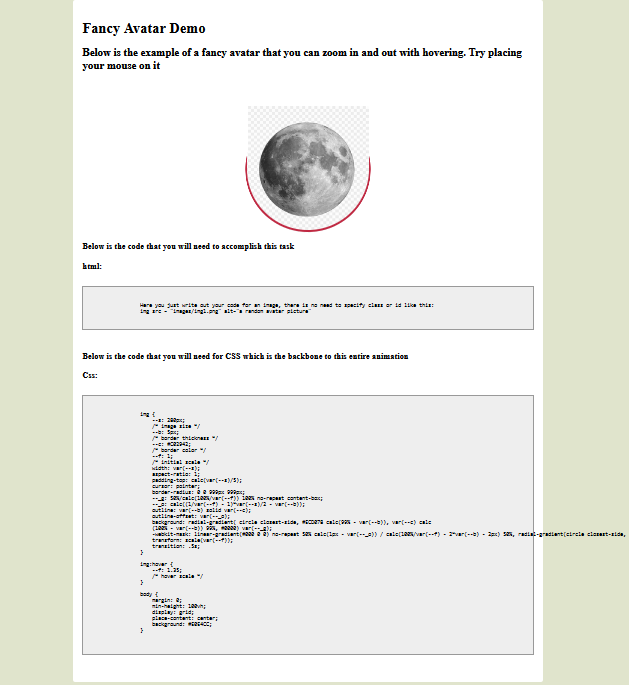 Fancy Avatar Demo
Below is the example of a fancy avatar that you can zoom in and out with hovering. Try placing
your mouse on it
Below is the code that you will need to accomplish this task
html:
Here you just write out your code for an image, there is no need to specify class or id like this:
img src = "images/img1.png" alt="a random avatar picture"
Below is the code that you will need for CSS which is the backbone to this entire animation
Css:
img {
--s: 280px;
/* image size */
--b: 5px;
/* border thickness */
--c: #C02942;
/* border color */
--f: 1;
/* initial scale */
width: var(--s);
aspect-ratio: 1;
padding-top: calc(var(--s)/5);
cursor: pointer;
border-radius: 0 0 999px 999px;
--_g: 50%/calc(100%/var(--f)) 100% no-repeat content-box;
--_o: calc((1/var(--f) - 1)*var(--s)/2 - var(--b));
outline: var(--b) solid var(--c);
outline-offset: var(--_o);
background: radial-gradient( circle closest-side, #ECD078 calc(99% - var(--b)), var(--c) calc
(100% - var(--b)) 99%, #0000) var(--_g);
-webkit-mask: linear-gradient(#000 0 0) no-repeat 50% calc(1px - var(--_o)) / calc(100%/var(--f) - 2*var(--b) - 2px) 50%, radial-gradient(circle closest-side,
transform: scale(var(--f));
transition: .5s;
}
img:hover {
--f: 1.35;
/* hover scale */
}
body {
margin: 0;
min-height: 100vh;
display: grid;
place-content: center;
background: #E0E4CC;
}